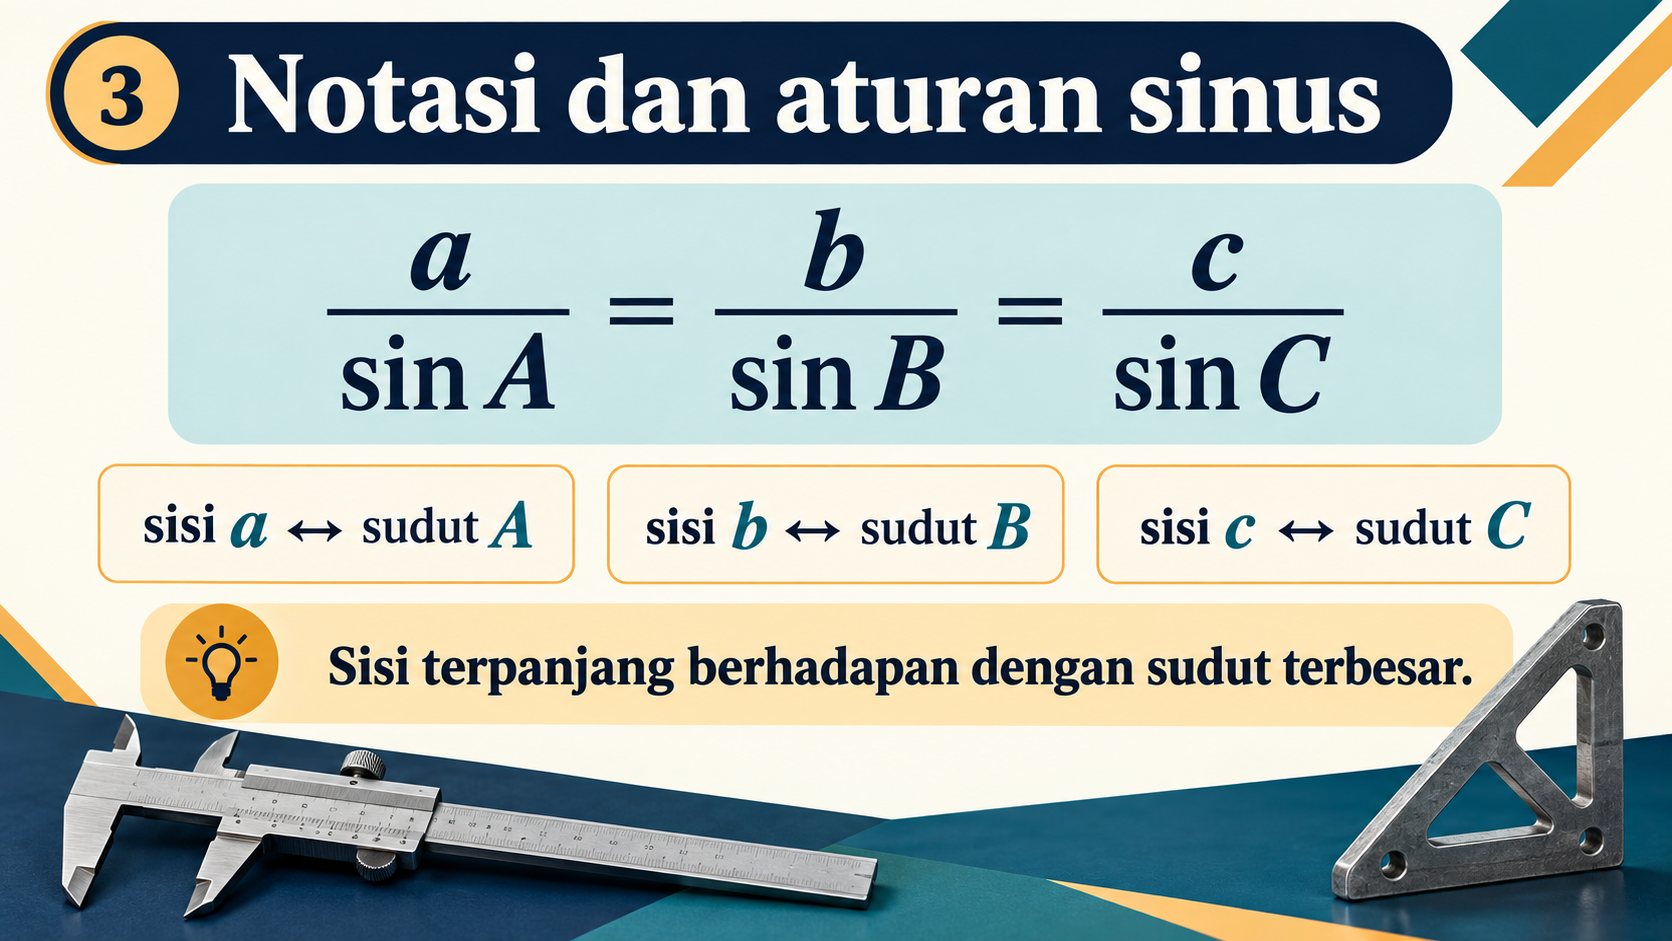 3 Notasi dan aturan sinus
a/sin A = b/sin B = c/sin C
sisi a ↔ sudut A
sisi b ↔ sudut B
sisi c ↔ sudut C
Sisi terpanjang berhadapan dengan sudut terbesar.